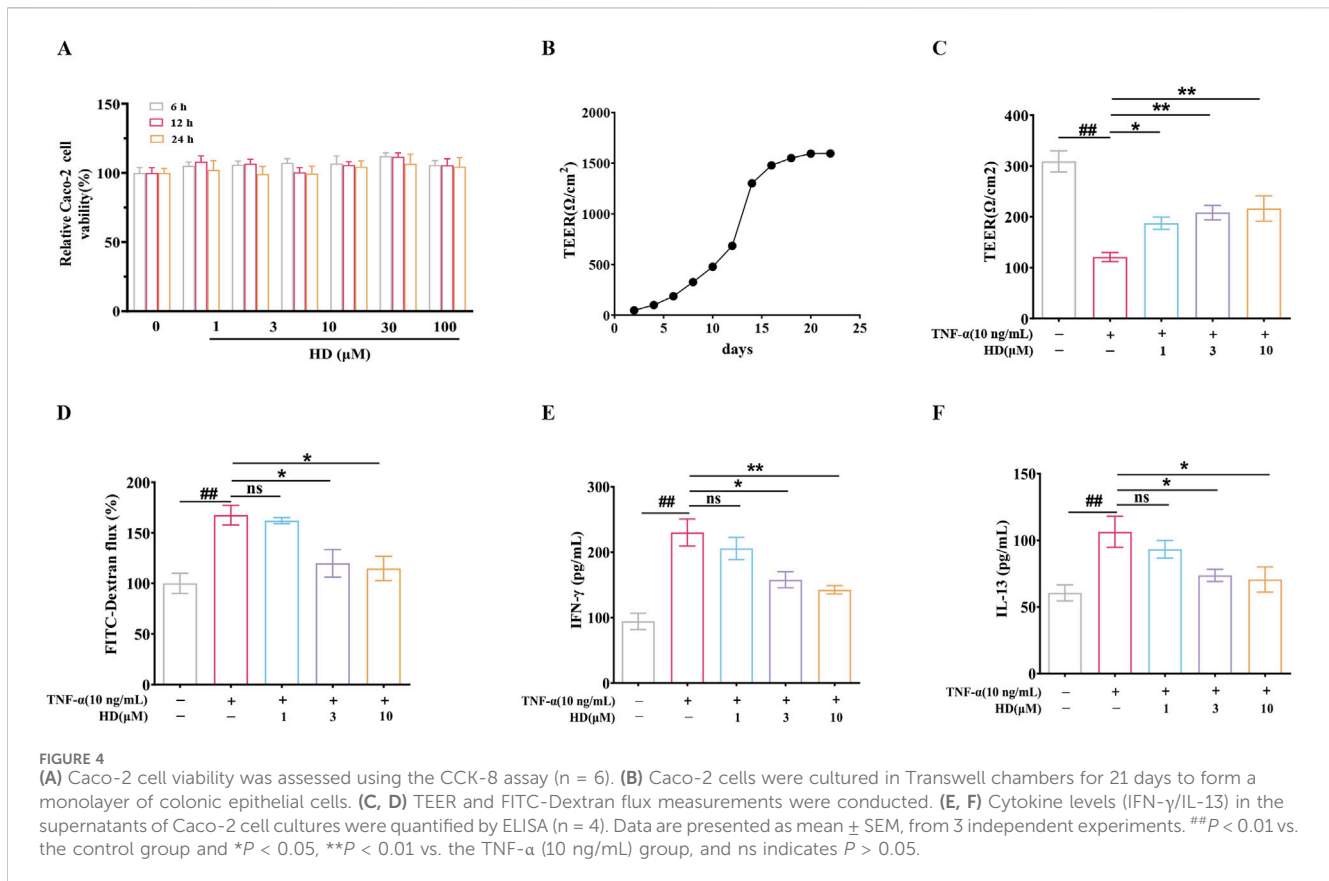 A
Relative Caco-2 cell
vability(%)
150
100
50
0
6 h
12 h
24 h
0
1
3
10
30
100
HD (μM)
B
TEER(Ω/cm²)
2000
1500
1000
500
0
0
5
10
15
20
25
days
C
TEER(Ω/cm2)
400
300
200
100
0
##
*
**
**
TNF-α(10 ng/mL) – + + + +
HD(μM) – – 1 3 10
D
FITC-Dextran flux (%)
200
150
100
50
0
##
ns
*
*
TNF-α(10 ng/mL) – + + + +
HD(μM) – – 1 3 10
E
IFN-γ (pg/mL)
300
200
100
0
##
ns
*
**
TNF-α(10 ng/mL) – + + + +
HD(μM) – – 1 3 10
F
IL-13 (pg/mL)
150
100
50
0
##
ns
*
*
TNF-α(10 ng/mL) – + + + +
HD(μM) – – 1 3 10
FIGURE 4
(A) Caco-2 cell viability was assessed using the CCK-8 assay (n = 6). (B) Caco-2 cells were cultured in Transwell chambers for 21 days to form a
monolayer of colonic epithelial cells. (C, D) TEER and FITC-Dextran flux measurements were conducted. (E, F) Cytokine levels (IFN-γ/IL-13) in the
supernatants of Caco-2 cell cultures were quantified by ELISA (n = 4). Data are presented as mean ± SEM, from 3 independent experiments. ##P < 0.01 vs.
the control group and *P < 0.05, **P < 0.01 vs. the TNF-α (10 ng/mL) group, and ns indicates P > 0.05.